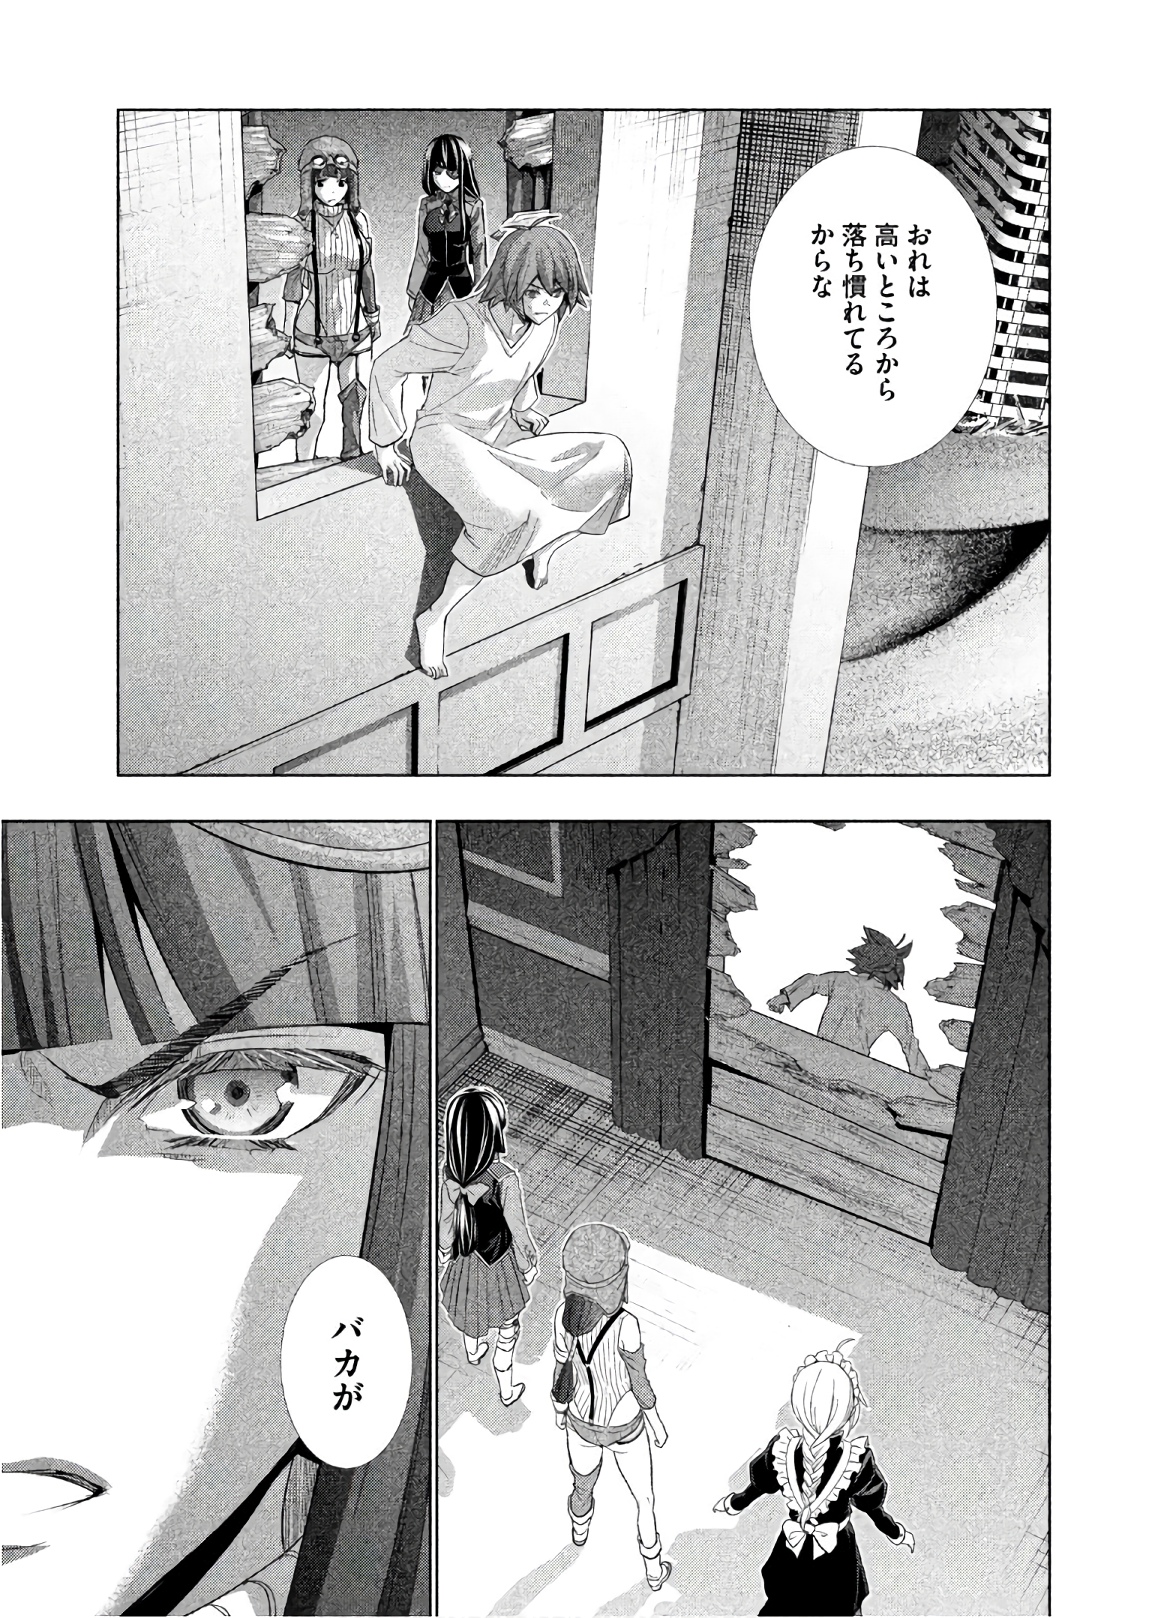 おれは
高いところから
落ち慣れてる
からな
バカが